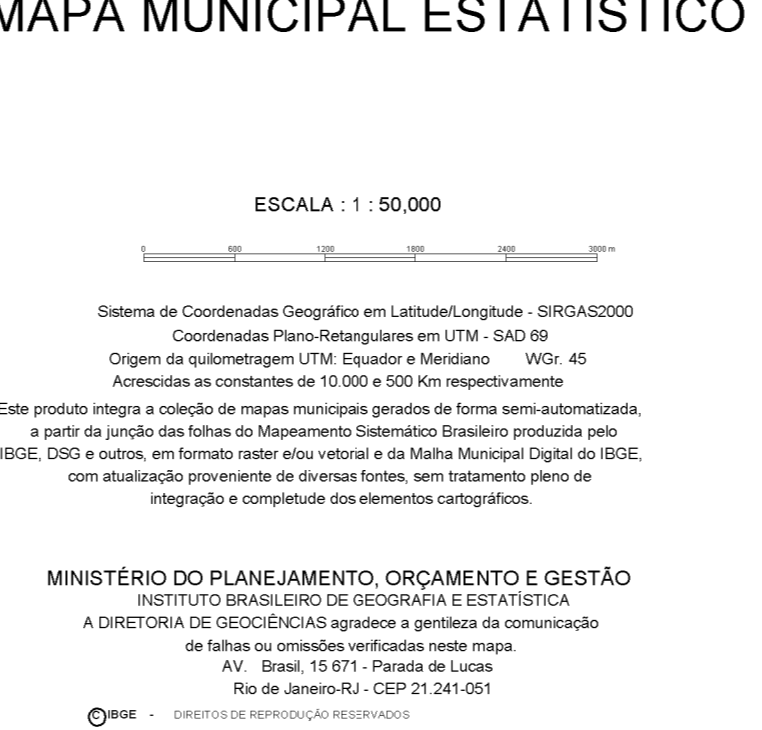 MAPA MUNICIPAL ESTATÍSTICO
ESCALA : 1 : 50,000
0 600 1200 1800 2400 3000 m
Sistema de Coordenadas Geográfico em Latitude/Longitude - SIRGAS2000
Coordenadas Plano-Retangulares em UTM - SAD 69
Origem da quilometragem UTM: Equador e Meridiano WGr. 45
Acrescidas as constantes de 10.000 e 500 Km respectivamente
Este produto integra a coleção de mapas municipais gerados de forma semi-automatizada,
a partir da junção das folhas do Mapeamento Sistemático Brasileiro produzida pelo
IBGE, DSG e outros, em formato raster e/ou vetorial e da Malha Municipal Digital do IBGE,
com atualização proveniente de diversas fontes, sem tratamento pleno de
integração e completude dos elementos cartográficos.
MINISTÉRIO DO PLANEJAMENTO, ORÇAMENTO E GESTÃO
INSTITUTO BRASILEIRO DE GEOGRAFIA E ESTATÍSTICA
A DIRETORIA DE GEOCIÊNCIAS agradece a gentileza da comunicação
de falhas ou omissões verificadas neste mapa.
AV. Brasil, 15 671 - Parada de Lucas
Rio de Janeiro-RJ - CEP 21.241-051
© IBGE - DIREITOS DE REPRODUÇÃO RESERVADOS